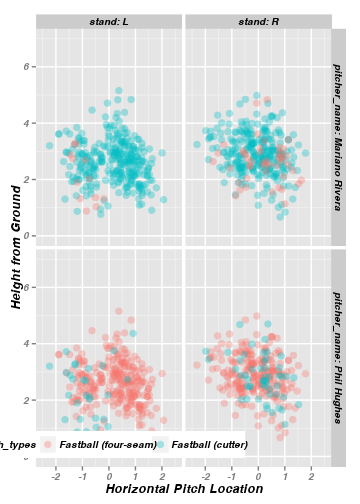 stand: L
stand: R
6
4
2
0
pitcher_name: Mariano Rivera
Height from Ground
4
2
0
pitcher_name: Phil Hughes
h_types
Fastball (four-seam)
Fastball (cutter)
-2 -1 0 1 2
-2 -1 0 1 2
Horizontal Pitch Location